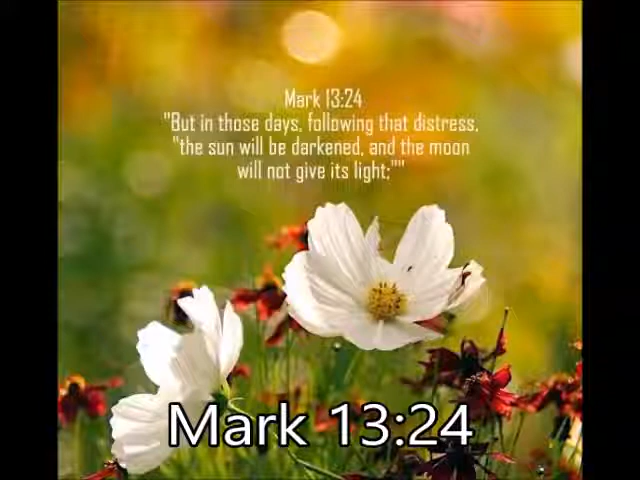 Mark 13:24
"But in those days, following that distress,
"the sun will be darkened, and the moon
will not give its light;""
Mark 13:24